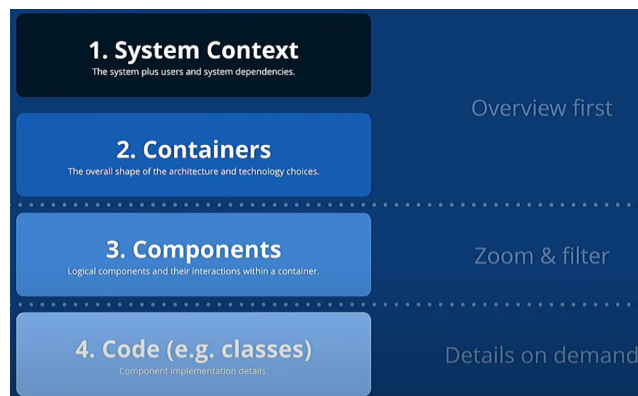 1. System Context
The system plus users and system dependencies.
Overview first
2. Containers
The overall shape of the architecture and technology choices.
3. Components
Logical components and their interactions within a container.
Zoom & filter
4. Code (e.g. classes)
Component implementation details.
Details on demand